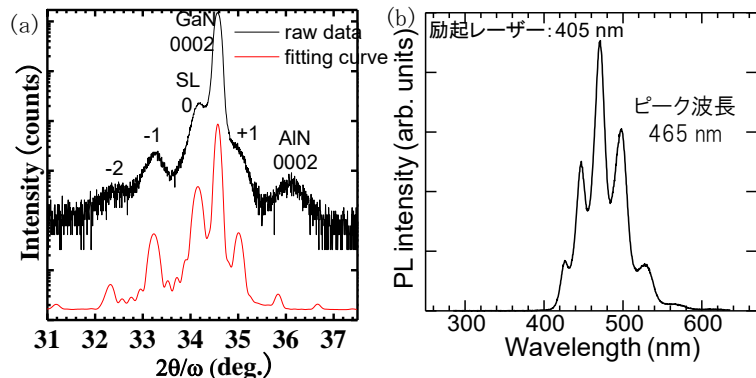 (a)
GaN
0002
raw data
fitting curve
SL
0
-1
+1
-2
AlN
0002
Intensity (counts)
31 32 33 34 35 36 37
2θ/ω (deg.)
(b)
励起レーザー：405 nm
ピーク波長
465 nm
PL intensity (arb. units)
300 400 500 600
Wavelength (nm)